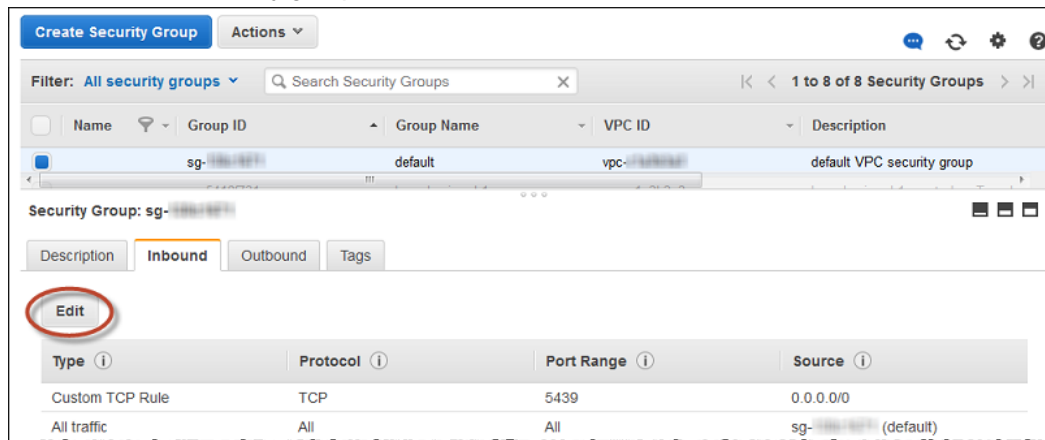 Create Security Group Actions
Filter: All security groups Search Security Groups 1 to 8 of 8 Security Groups
Name Group ID Group Name VPC ID Description
sg- default vpc- default VPC security group
Security Group: sg-
Description Inbound Outbound Tags
Edit
Type Protocol Port Range Source
Custom TCP Rule TCP 5439 0.0.0.0/0
All traffic All All sg- (default)